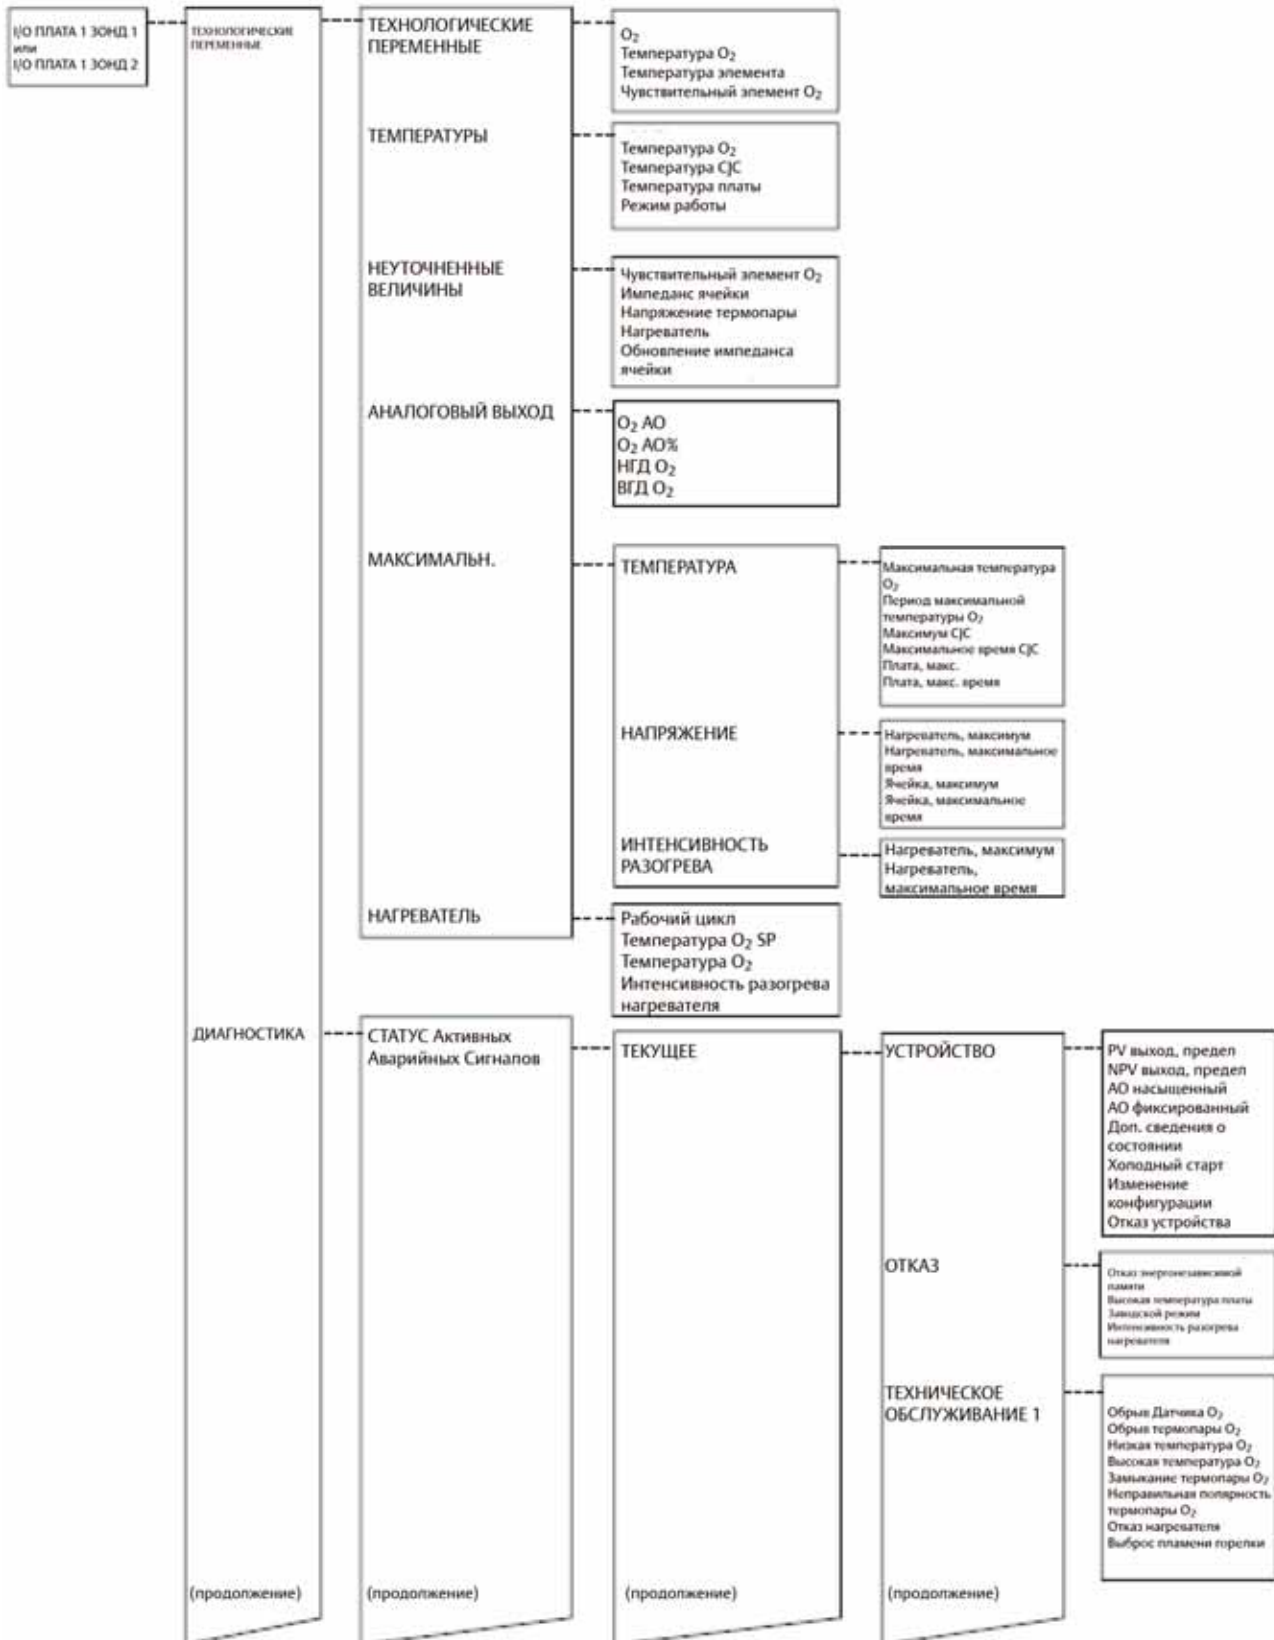 I/O ПЛАТА 1 ЗОНД 1
или
I/O ПЛАТА 1 ЗОНД 2
ТЕХНОЛОГИЧЕСКИЕ
ПЕРЕМЕННЫЕ
ТЕХНОЛОГИЧЕСКИЕ
ПЕРЕМЕННЫЕ
O2
Температура O2
Температура элемента
Чувствительный элемент O2
ТЕМПЕРАТУРЫ
Температура O2
Температура CJC
Температура платы
Режим работы
НЕУТОЧНЕННЫЕ
ВЕЛИЧИНЫ
Чувствительный элемент O2
Импеданс ячейки
Напряжение термопары
Нагреватель
Обновление импеданса
ячейки
АНАЛОГОВЫЙ ВЫХОД
O2 AO
O2 AO%
НГД O2
ВГД O2
МАКСИМАЛЬН.
ТЕМПЕРАТУРА
Максимальная температура
O2
Период максимальной
температуры O2
Максимум CJC
Максимальное время CJC
Плата, макс.
Плата, макс. время
НАПРЯЖЕНИЕ
Нагреватель, максимум
Нагреватель, максимальное
время
Ячейка, максимум
Ячейка, максимальное
время
ИНТЕНСИВНОСТЬ
РАЗОГРЕВА
Нагреватель, максимум
Нагреватель,
максимальное время
НАГРЕВАТЕЛЬ
Рабочий цикл
Температура O2 SP
Температура O2
Интенсивность разогрева
нагревателя
ДИАГНОСТИКА
СТАТУС Активных
Аварийных Сигналов
ТЕКУЩЕЕ
УСТРОЙСТВО
PV выход, предел
NPV выход, предел
АО насыщенный
АО фиксированный
Доп. сведения о
состоянии
Холодный старт
Изменение
конфигурации
Отказ устройства
ОТКАЗ
Отказ энергонезависимой
памяти
Высокая температура платы
Заводской режим
Интенсивность разогрева
нагревателя
ТЕХНИЧЕСКОЕ
ОБСЛУЖИВАНИЕ 1
Обрыв Датчика O2
Обрыв термопары O2
Низкая температура O2
Высокая температура O2
Замыкание термопары O2
Неправильная полярность
термопары O2
Отказ нагревателя
Выброс пламени горелки
(продолжение)
(продолжение)
(продолжение)
(продолжение)